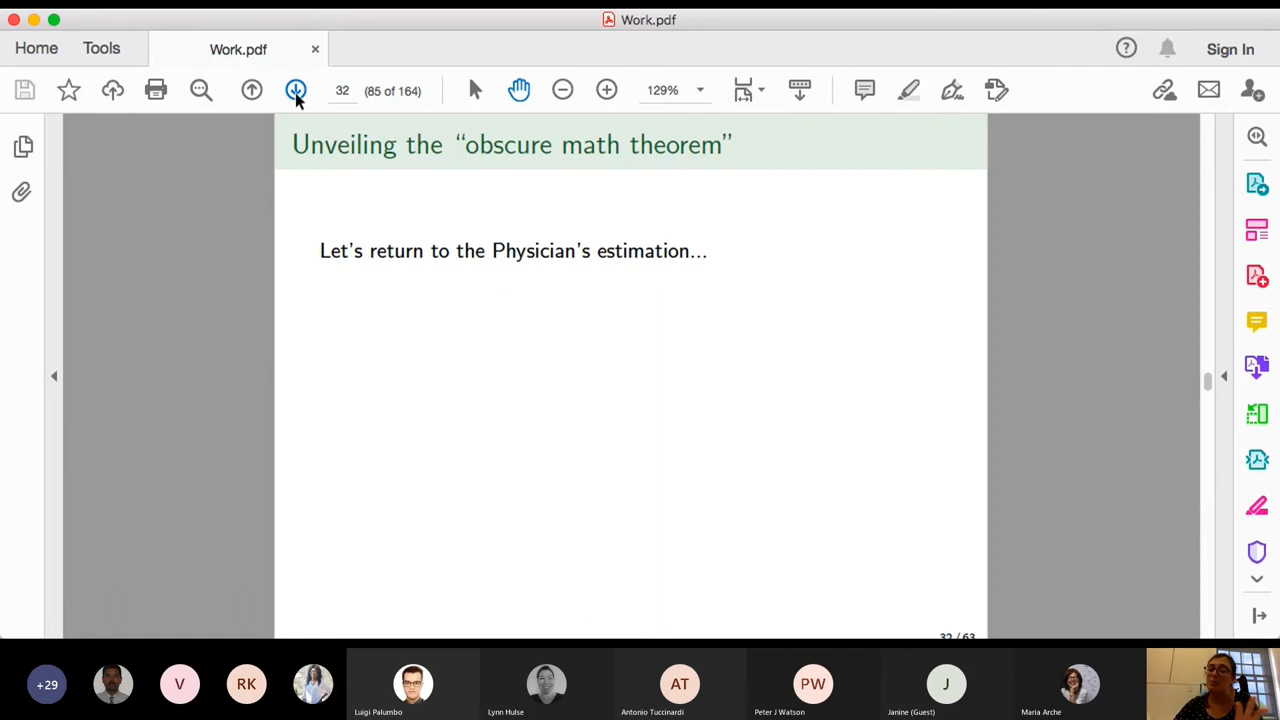 Work.pdf
Home
Tools
Work.pdf
Sign In
32
(85 of 164)
129%
Unveiling the “obscure math theorem”
Let's return to the Physician's estimation...
32 / 63
+29
V
RK
AT
PW
J
Luigi Palumbo
Lynn Hulse
Antonio Tuccinardi
Peter J Watson
Janine (Guest)
Maria Arche